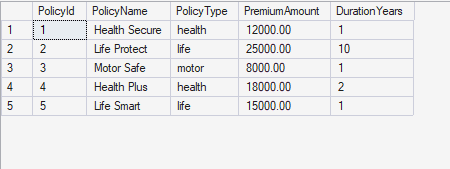 PolicyId PolicyName PolicyType PremiumAmount DurationYears
1 1 Health Secure health 12000.00 1
2 2 Life Protect life 25000.00 10
3 3 Motor Safe motor 8000.00 1
4 4 Health Plus health 18000.00 2
5 5 Life Smart life 15000.00 1